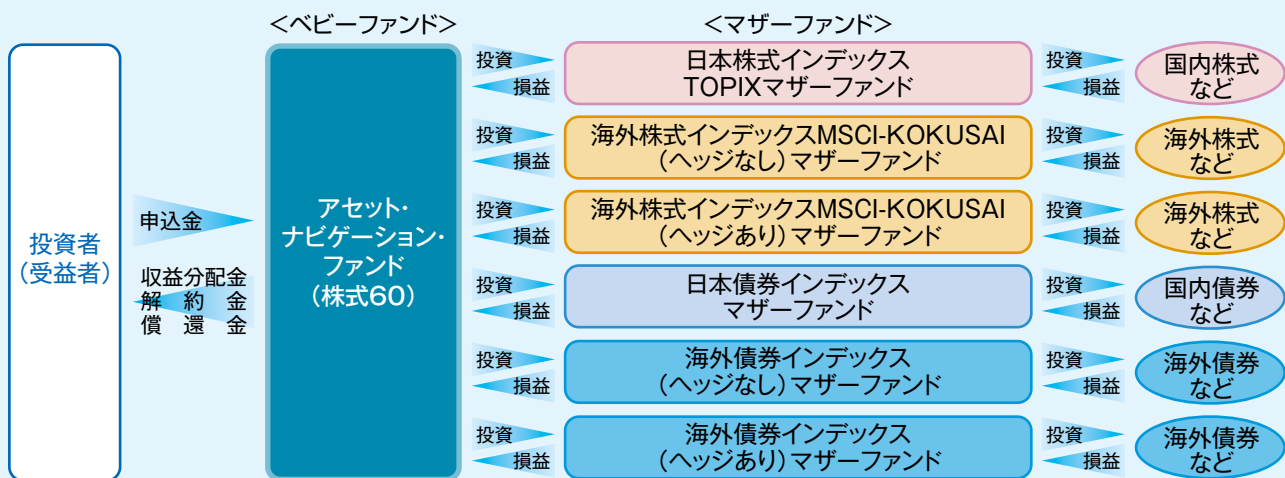 <ベビーファンド>
<マザーファンド>
投資者
(受益者)
申込金
収益分配金
解約金
償還金
アセット・
ナビゲーション・
ファンド
(株式60)
投資
損益
日本株式インデックス
TOPIXマザーファンド
投資
損益
国内株式
など
投資
損益
海外株式インデックスMSCI-KOKUSAI
(ヘッジなし)マザーファンド
投資
損益
海外株式
など
投資
損益
海外株式インデックスMSCI-KOKUSAI
(ヘッジあり)マザーファンド
投資
損益
海外株式
など
投資
損益
日本債券インデックス
マザーファンド
投資
損益
国内債券
など
投資
損益
海外債券インデックス
(ヘッジなし)マザーファンド
投資
損益
海外債券
など
投資
損益
海外債券インデックス
(ヘッジあり)マザーファンド
投資
損益
海外債券
など